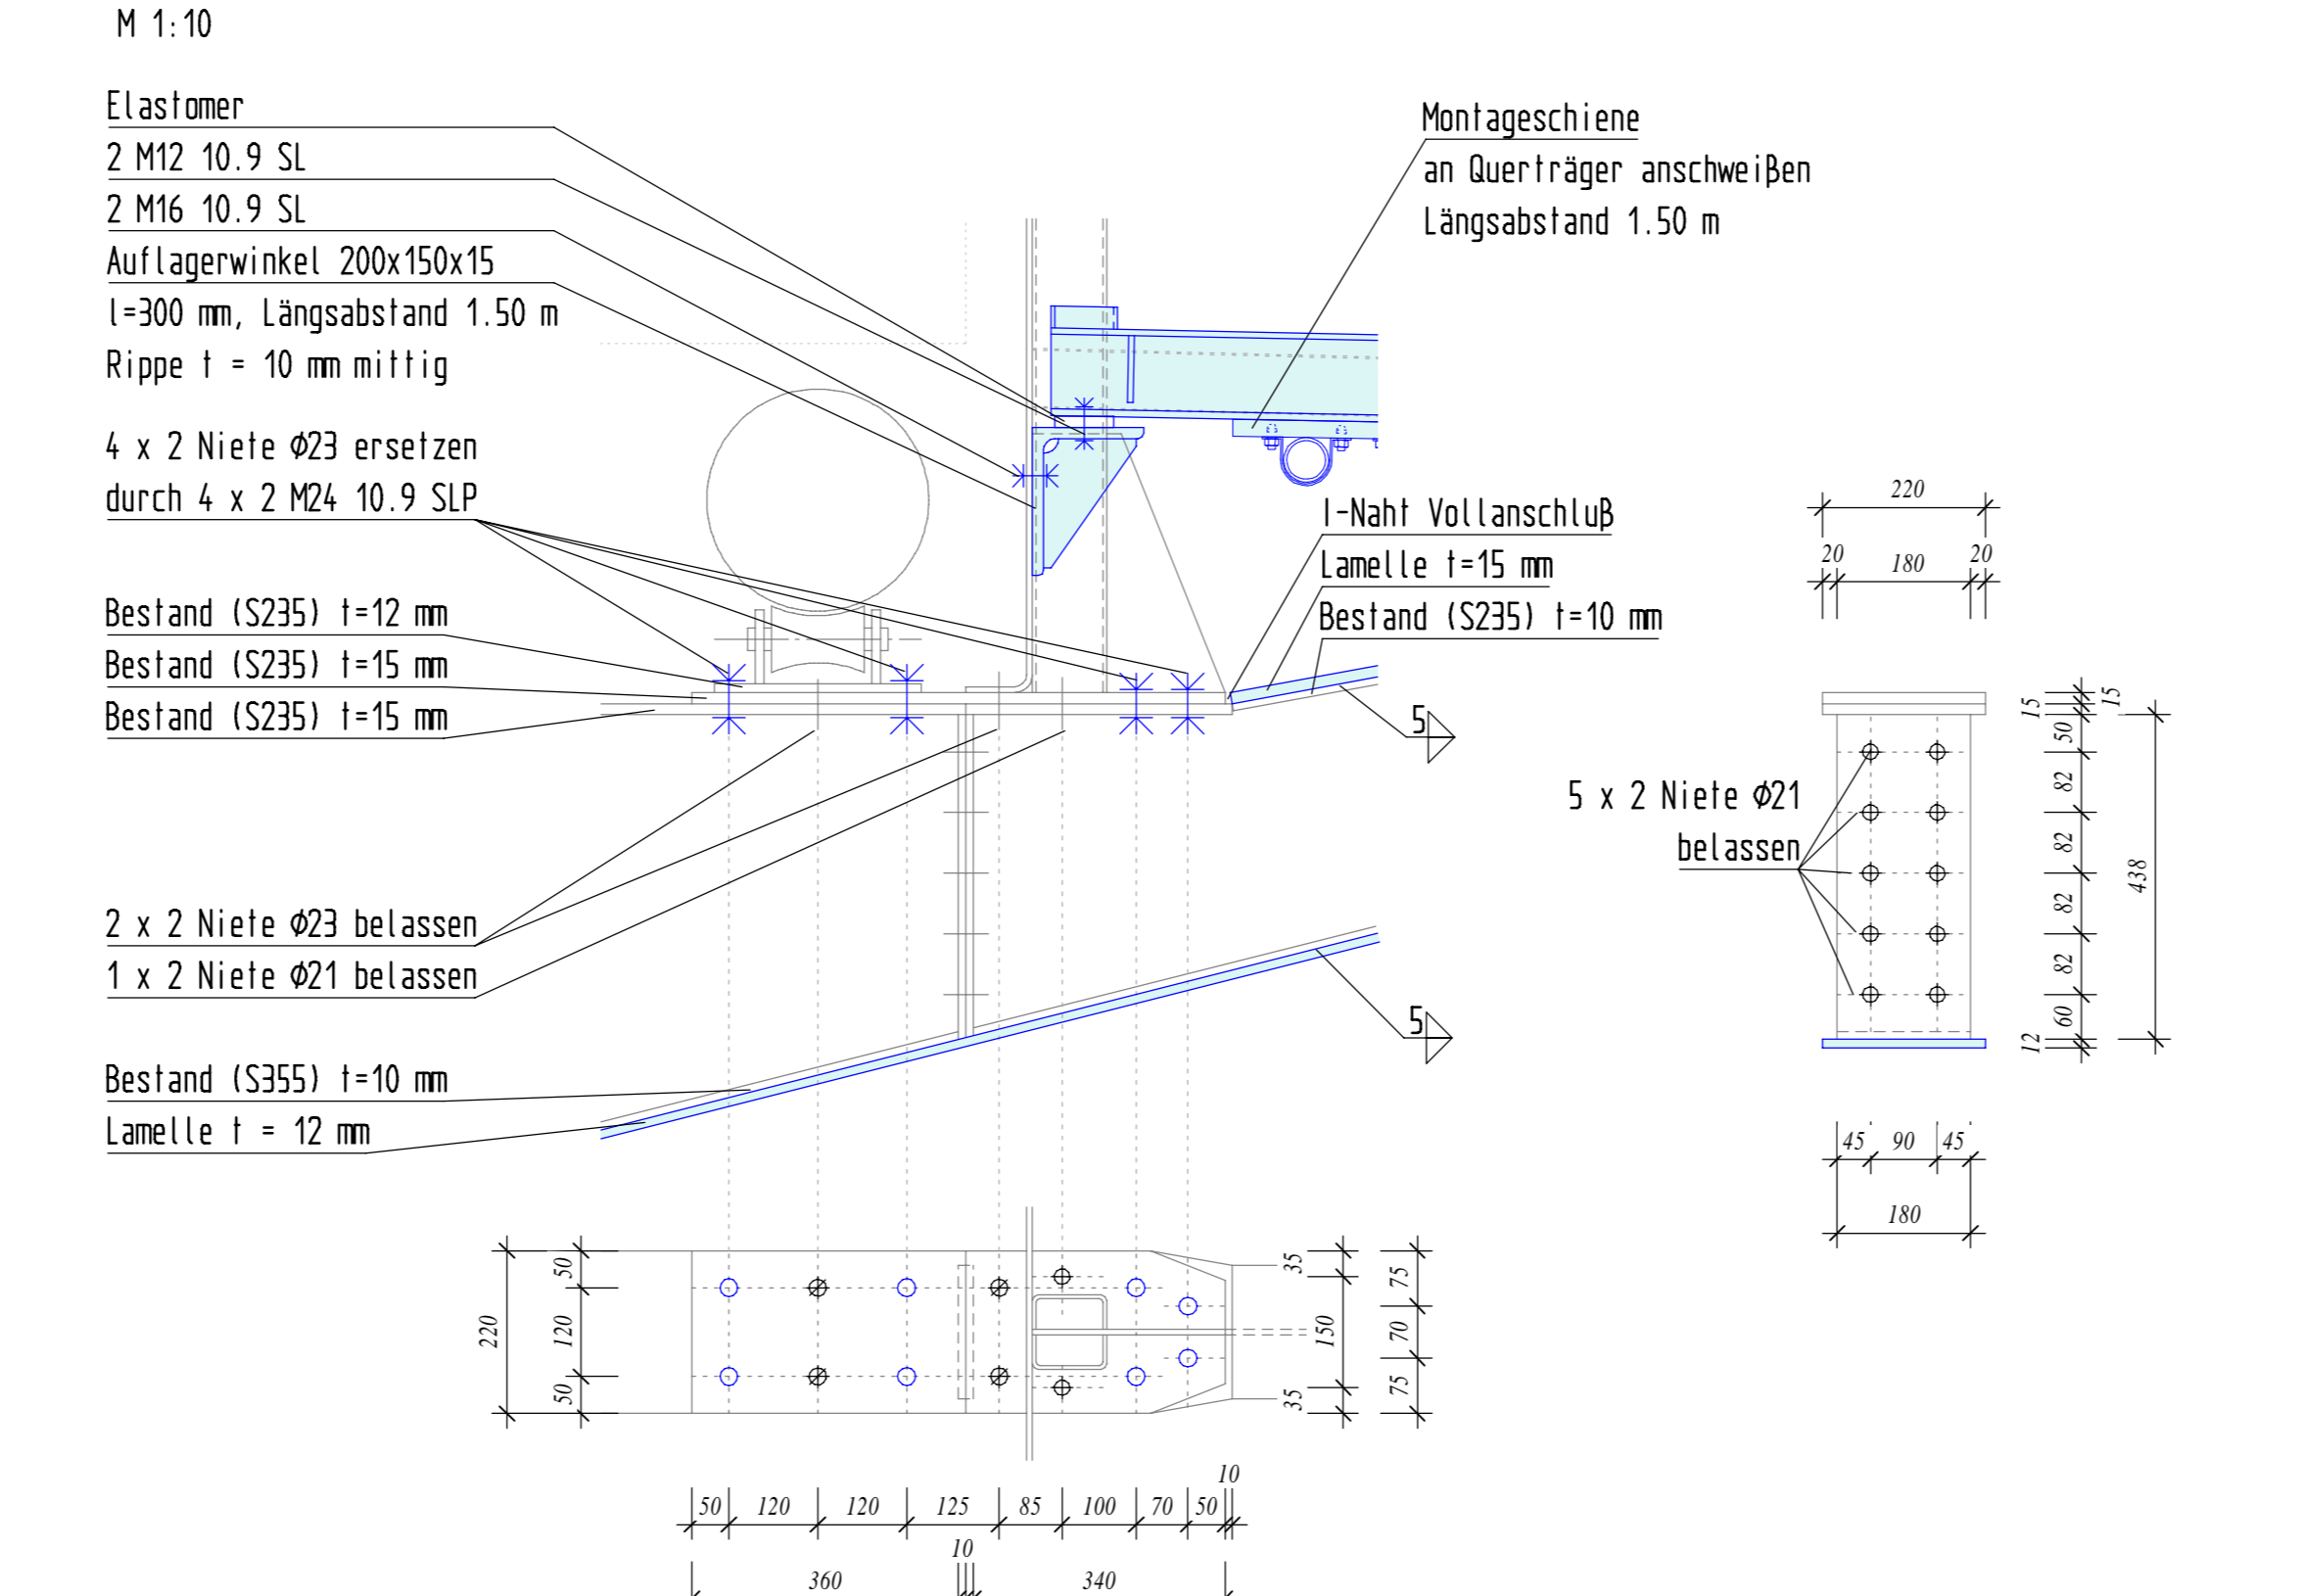 M 1:10
Elastomer
2 M12 10.9 SL
2 M16 10.9 SL
Auflagerwinkel 200x150x15
l=300 mm, Längsabstand 1.50 m
Rippe t = 10 mm mittig
4 x 2 Niete Ø23 ersetzen
durch 4 x 2 M24 10.9 SLP
Bestand (S235) t=12 mm
Bestand (S235) t=15 mm
Bestand (S235) t=15 mm
2 x 2 Niete Ø23 belassen
1 x 2 Niete Ø21 belassen
Bestand (S355) t=10 mm
Lamelle t = 12 mm
Montageschiene
an Querträger anschweißen
Längsabstand 1.50 m
I-Naht Vollanschluß
Lamelle t=15 mm
Bestand (S235) t=10 mm
5
5
220
20 180 20
15 15
50
82
82
82
82
60
12
438
5 x 2 Niete Ø21
belassen
45 90 45
180
220
50
120
50
35
150
35
75
70
75
10
50 120 120 125 85 100 70 50
10
360 340